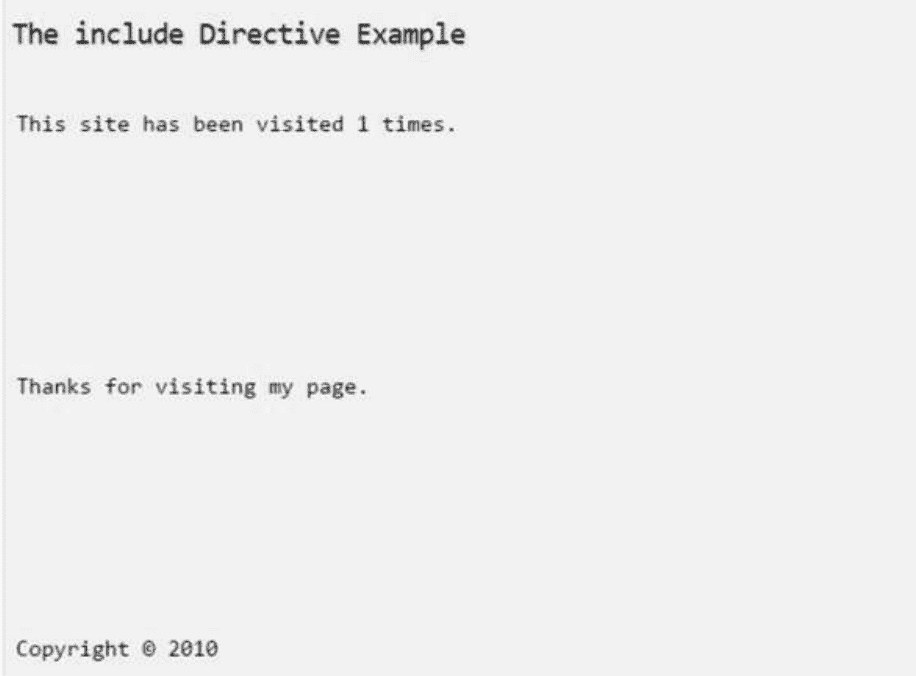 The include Directive Example
This site has been visited 1 times.
Thanks for visiting my page.
Copyright © 2010